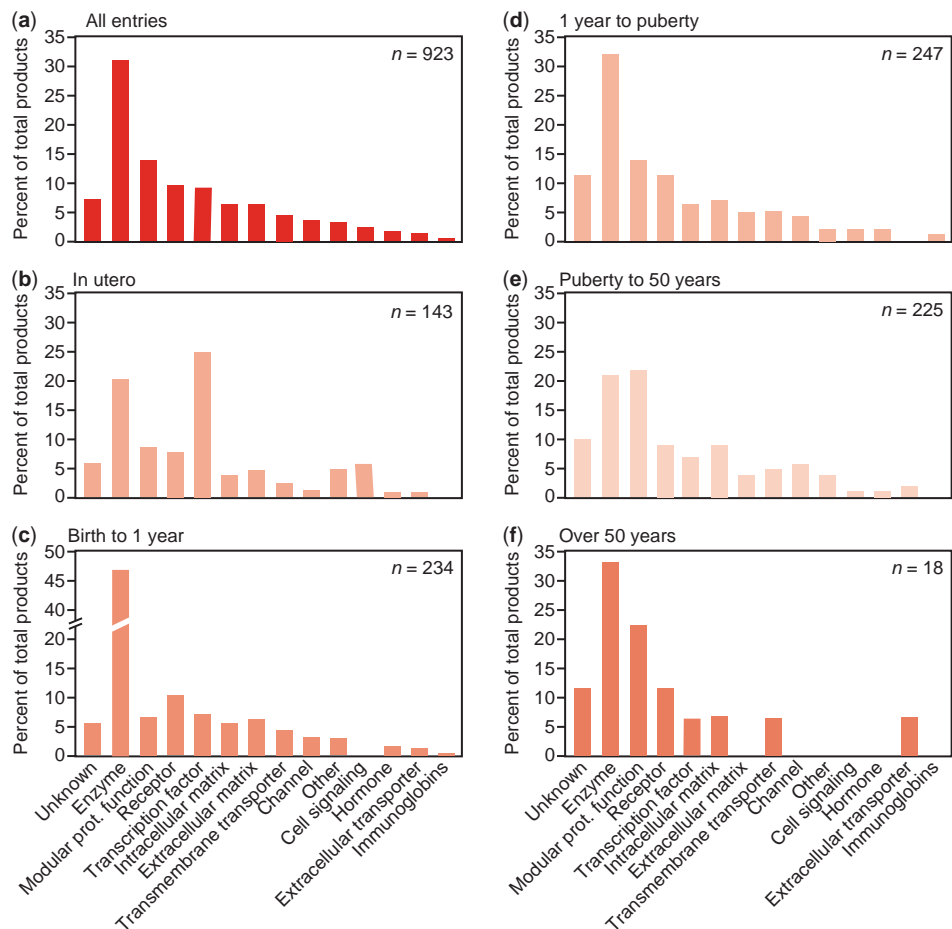 (a) All entries
Percent of total products
35
30
25
20
15
10
5
0
n = 923
(b) In utero
Percent of total products
35
30
25
20
15
10
5
0
n = 143
(c) Birth to 1 year
Percent of total products
50
40
20
15
10
5
0
n = 234
Unknown
Enzyme
Modular prot. function
Receptor
Transcription factor
Intracellular matrix
Extracellular matrix
Transmembrane transporter
Channel
Other
Cell signaling
Hormone
Extracellular transporter
Immunoglobins
(d) 1 year to puberty
Percent of total products
35
30
25
20
15
10
5
0
n = 247
(e) Puberty to 50 years
Percent of total products
35
30
25
20
15
10
5
0
n = 225
(f) Over 50 years
Percent of total products
35
30
25
20
15
10
5
0
n = 18
Unknown
Enzyme
Modular prot. function
Receptor
Transcription factor
Intracellular matrix
Extracellular matrix
Transmembrane transporter
Channel
Other
Cell signaling
Hormone
Extracellular transporter
Immunoglobins